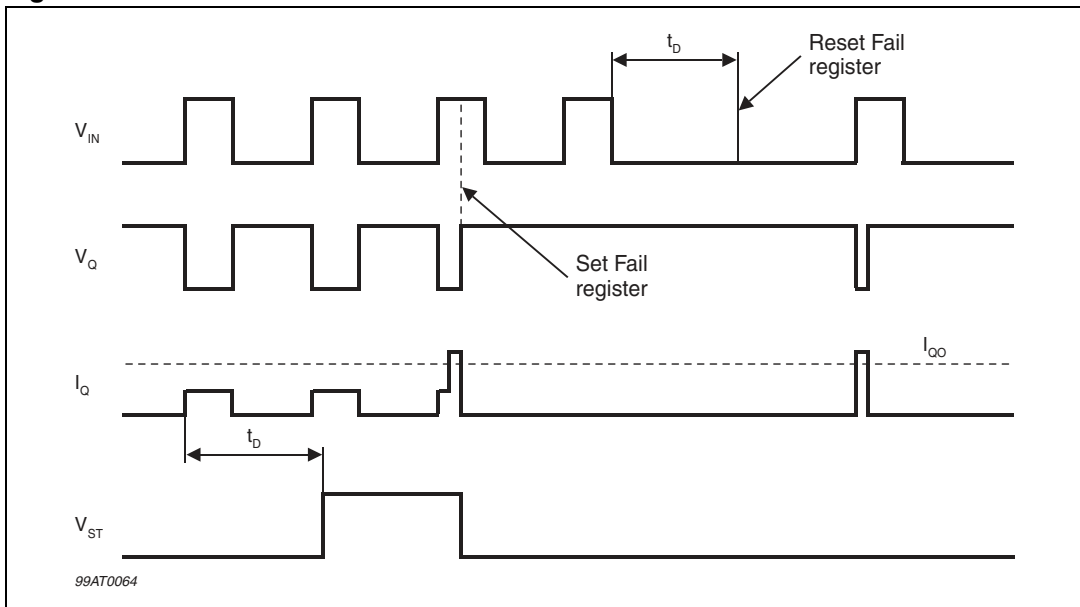 t_D
Reset Fail
register
V_IN
V_Q
Set Fail
register
I_QO
I_Q
t_D
V_ST
99AT0064